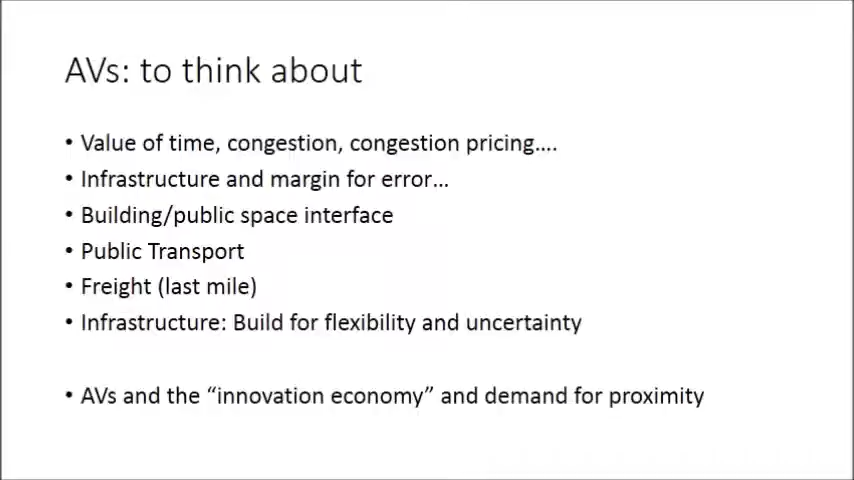 AVs: to think about
• Value of time, congestion, congestion pricing....
• Infrastructure and margin for error...
• Building/public space interface
• Public Transport
• Freight (last mile)
• Infrastructure: Build for flexibility and uncertainty
• AVs and the “innovation economy” and demand for proximity